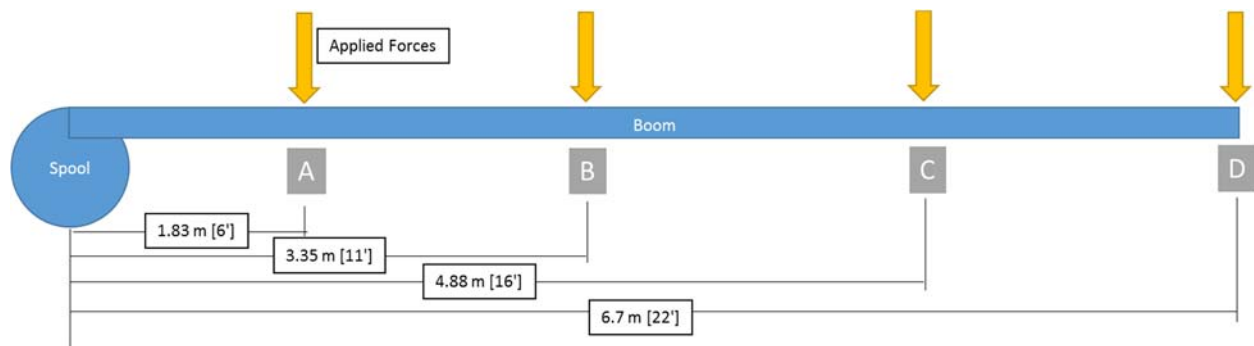 Applied Forces
Boom
Spool
A
B
C
D
1.83 m [6']
3.35 m [11']
4.88 m [16']
6.7 m [22']